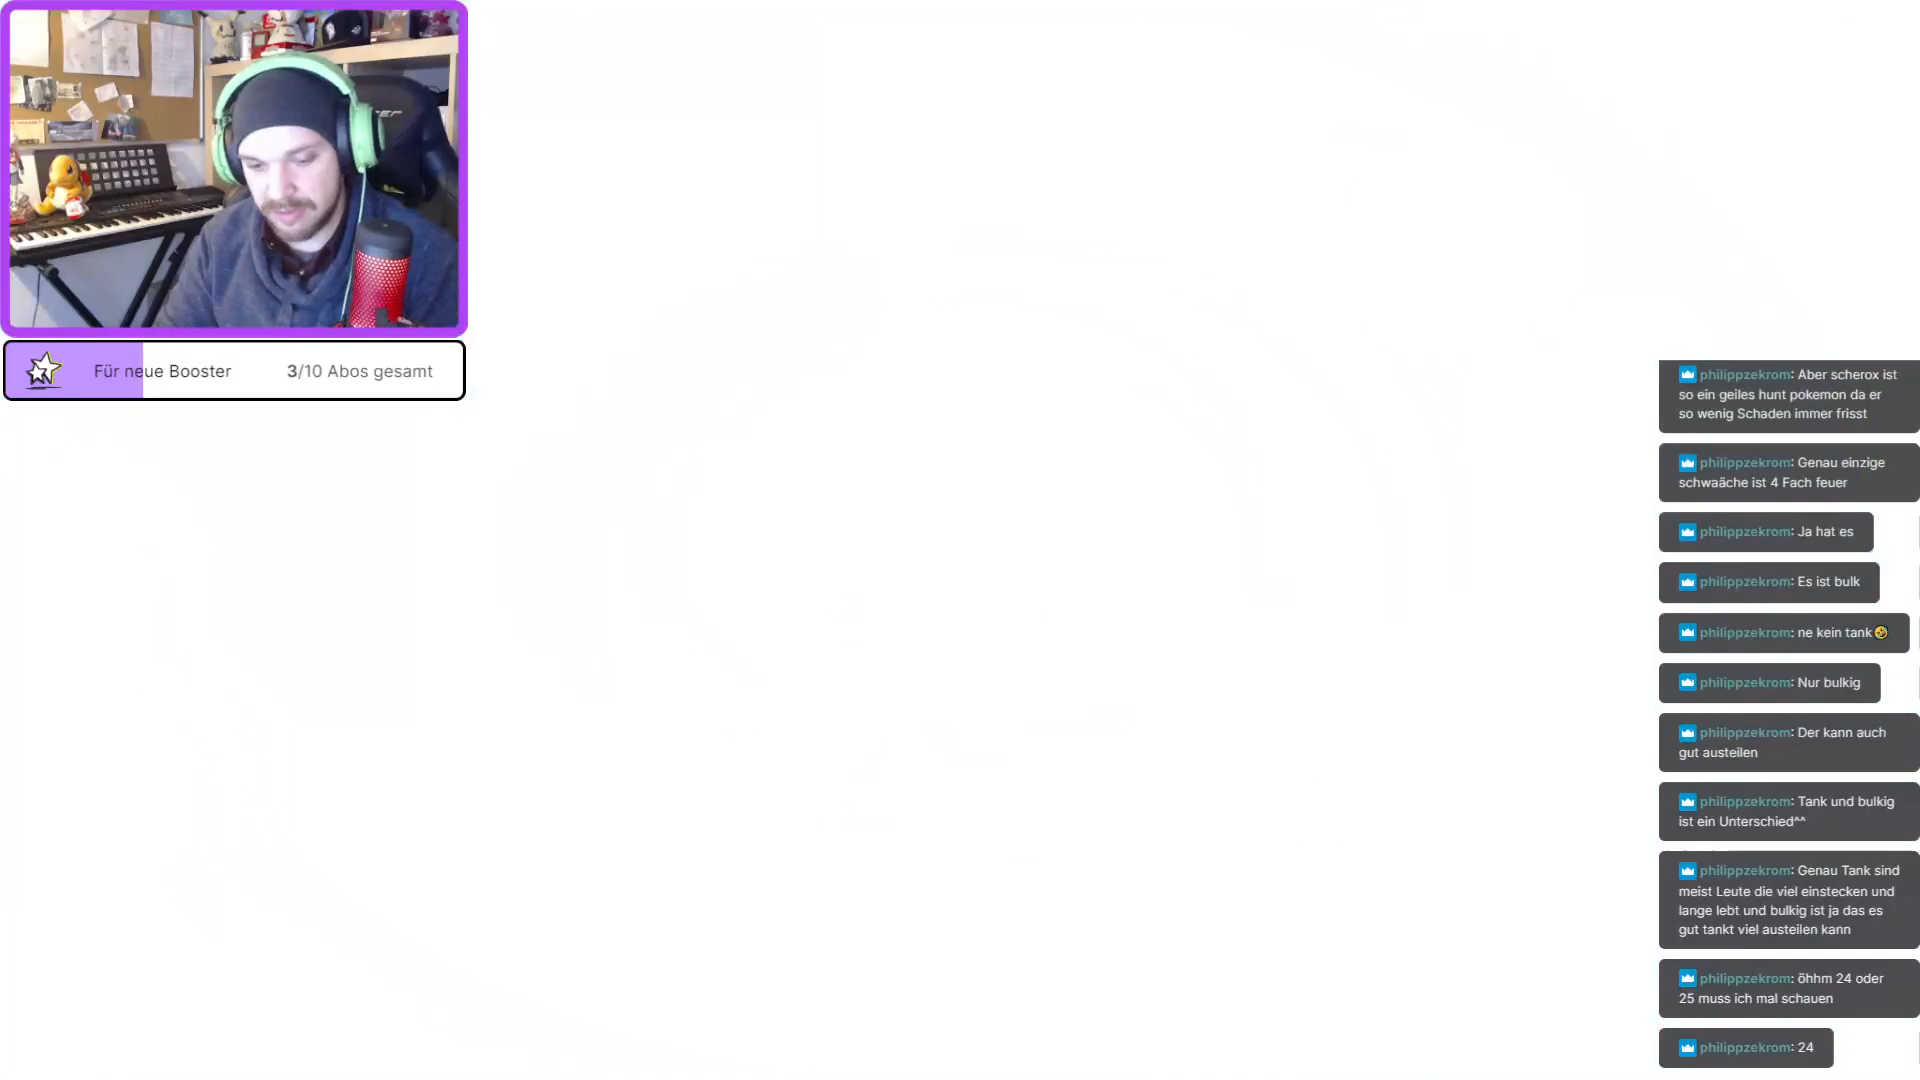 Für neue Booster 3/10 Abos gesamt
philippzekrom: Aber scherox ist
so ein geiles hunt pokemon da er
so wenig Schaden immer frisst
philippzekrom: Genau einzige
schwaäche ist 4 Fach feuer
philippzekrom: Ja hat es
philippzekrom: Es ist bulk
philippzekrom: ne kein tank🤣
philippzekrom: Nur bulkig
philippzekrom: Der kann auch
gut austeilen
philippzekrom: Tank und bulkig
ist ein Unterschied^^
philippzekrom: Genau Tank sind
meist Leute die viel einstecken und
lange lebt und bulkig ist ja das es
gut tankt viel austeilen kann
philippzekrom: öhhm 24 oder
25 muss ich mal schauen
philippzekrom: 24